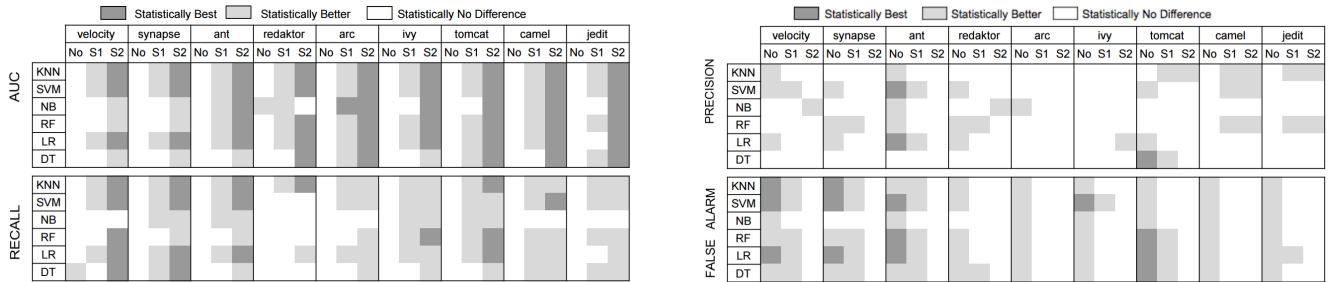 Statistically Best Statistically Better Statistically No Difference
velocity synapse ant redaktor arc ivy tomcat camel jedit
No S1 S2 No S1 S2 No S1 S2 No S1 S2 No S1 S2 No S1 S2 No S1 S2 No S1 S2 No S1 S2
AUC
KNN
SVM
NB
RF
LR
DT
RECALL
KNN
SVM
NB
RF
LR
DT
Statistically Best Statistically Better Statistically No Difference
velocity synapse ant redaktor arc ivy tomcat camel jedit
No S1 S2 No S1 S2 No S1 S2 No S1 S2 No S1 S2 No S1 S2 No S1 S2 No S1 S2 No S1 S2
PRECISION
KNN
SVM
NB
RF
LR
DT
FALSE ALARM
KNN
SVM
NB
RF
LR
DT